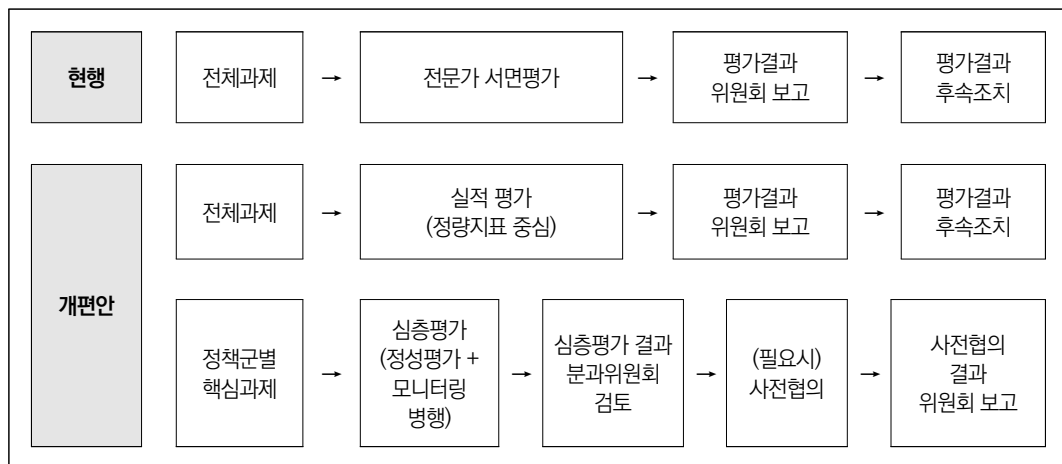 현행
전체과제
→
전문가 서면평가
→
평가결과
위원회 보고
→
평가결과
후속조치
개편안
전체과제
→
실적 평가
(정량지표 중심)
→
평가결과
위원회 보고
→
평가결과
후속조치
정책군별
핵심과제
→
심층평가
(정성평가 +
모니터링
병행)
→
심층평가 결과
분과위원회
검토
→
(필요시)
사전협의
→
사전협의
결과
위원회 보고